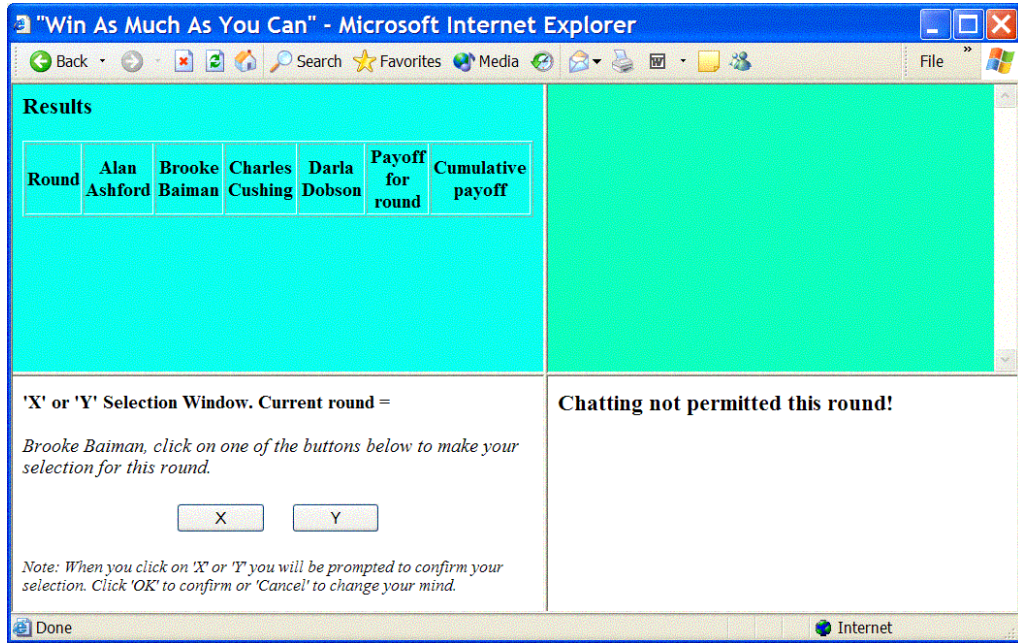 "Win As Much As You Can" - Microsoft Internet Explorer
Back Search Favorites Media File »
Results
Round Alan Ashford Brooke Baiman Charles Cushing Darla Dobson Payoff for round Cumulative payoff
'X' or 'Y' Selection Window. Current round =
Brooke Baiman, click on one of the buttons below to make your
selection for this round.
X Y
Note: When you click on 'X' or 'Y' you will be prompted to confirm your
selection. Click 'OK' to confirm or 'Cancel' to change your mind.
Chatting not permitted this round!
Done Internet